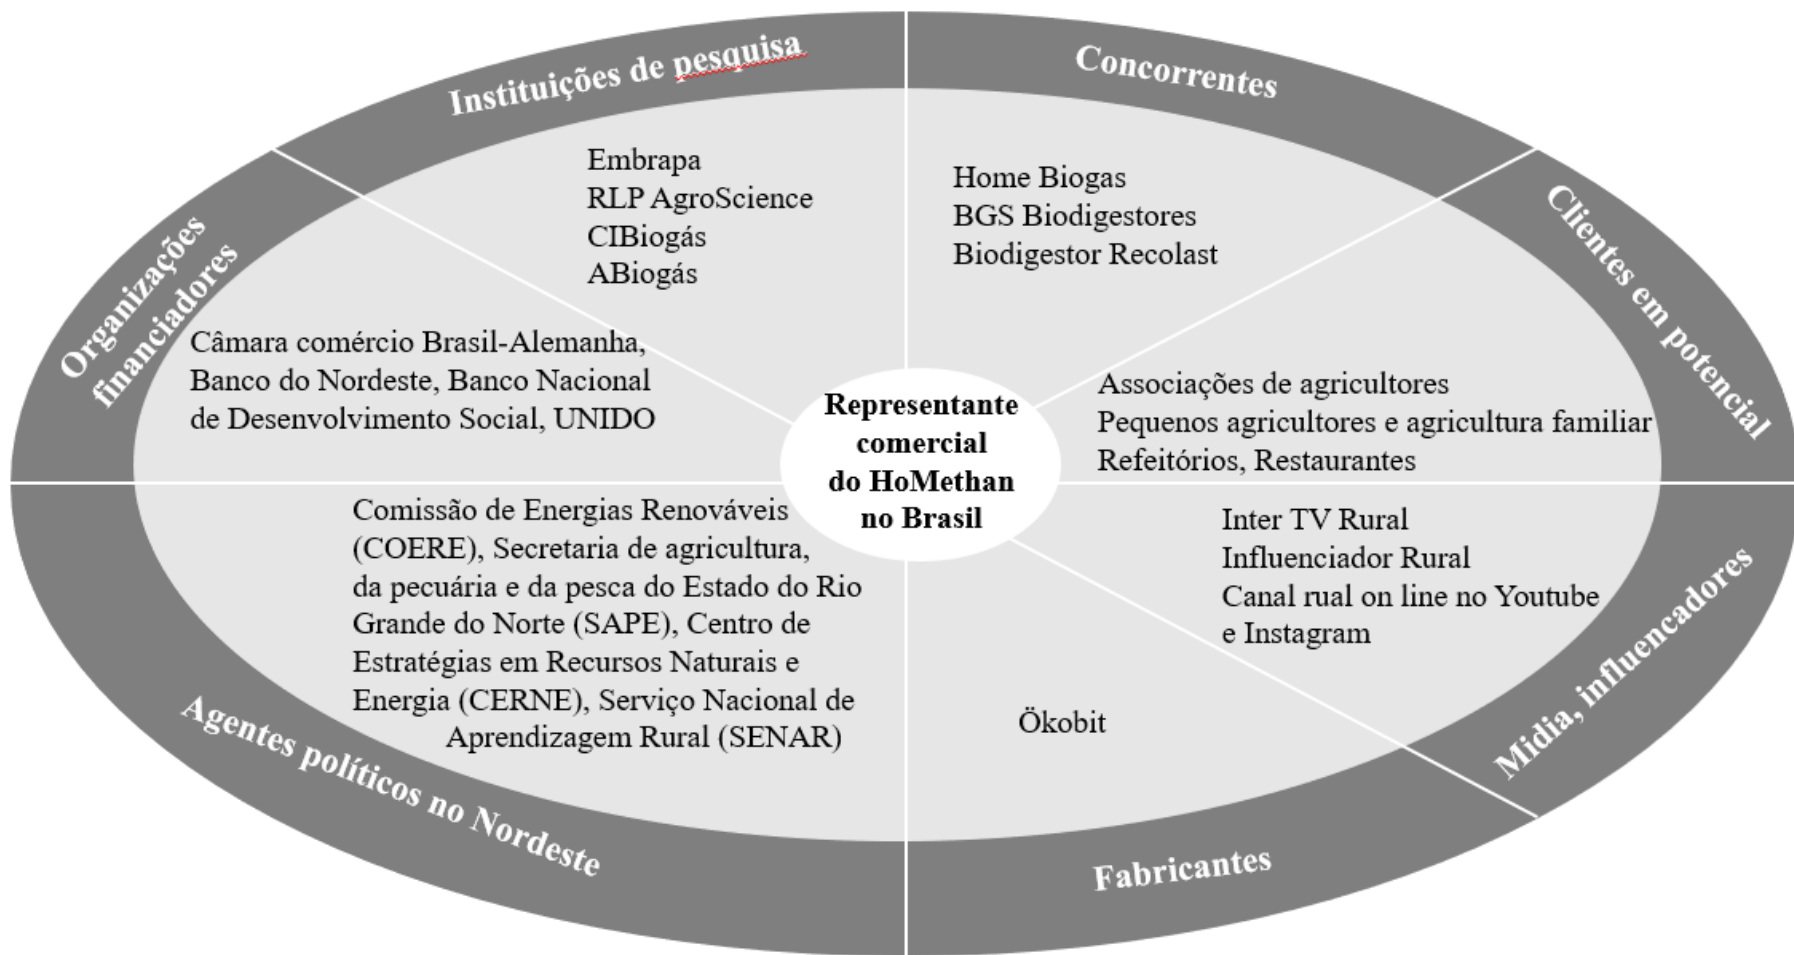 Instituições de pesquisa
Embrapa
RLP AgroScience
CIBiogás
ABiogás
Concorrentes
Home Biogas
BGS Biodigestores
Biodigestor Recolast
Clientes em potencial
Associações de agricultores
Pequenos agricultores e agricultura familiar
Refeitórios, Restaurantes
Organizações
financiadores
Câmara comércio Brasil-Alemanha,
Banco do Nordeste, Banco Nacional
de Desenvolvimento Social, UNIDO
Representante
comercial
do HoMethan
no Brasil
Agentes políticos no Nordeste
Comissão de Energias Renováveis
(COERE), Secretaria de agricultura,
da pecuária e da pesca do Estado do Rio
Grande do Norte (SAPE), Centro de
Estratégias em Recursos Naturais e
Energia (CERNE), Serviço Nacional de
Aprendizagem Rural (SENAR)
Fabricantes
Ökobit
Midia, influencadores
Inter TV Rural
Influenciador Rural
Canal rual on line no Youtube
e Instagram